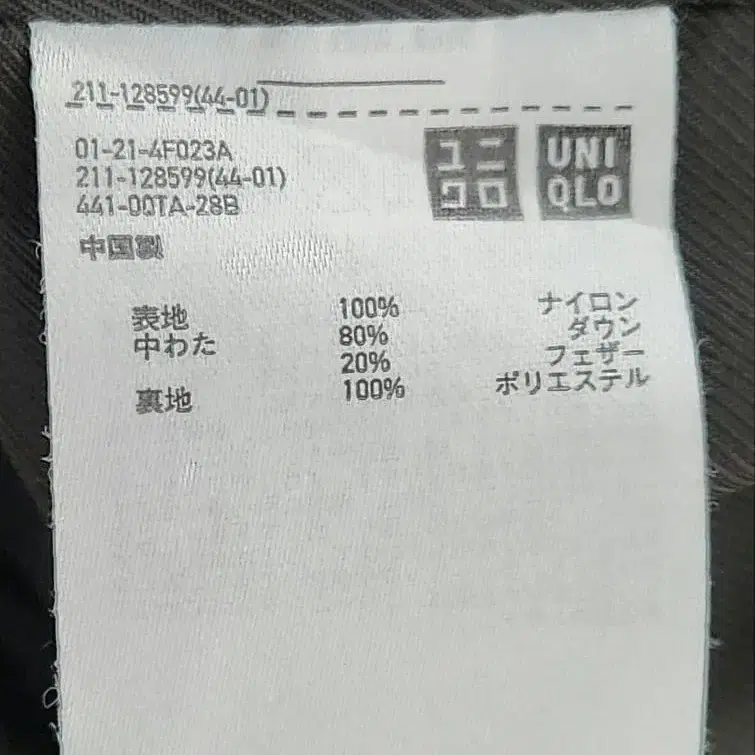 211-128599(44-01)
01-21-4F023A
211-128599(44-01)
441-00TA-28B
中国製
ユニ
クロ
UNI
QLO
表地 100% ナイロン
中わた 80% ダウン
20% フェザー
裏地 100% ポリエステル